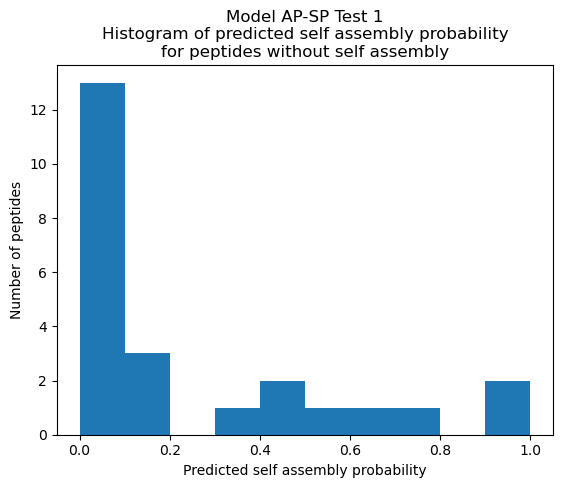 Model AP-SP Test 1
Histogram of predicted self assembly probability
for peptides without self assembly
Number of peptides
12
10
8
6
4
2
0
0.0 0.2 0.4 0.6 0.8 1.0
Predicted self assembly probability